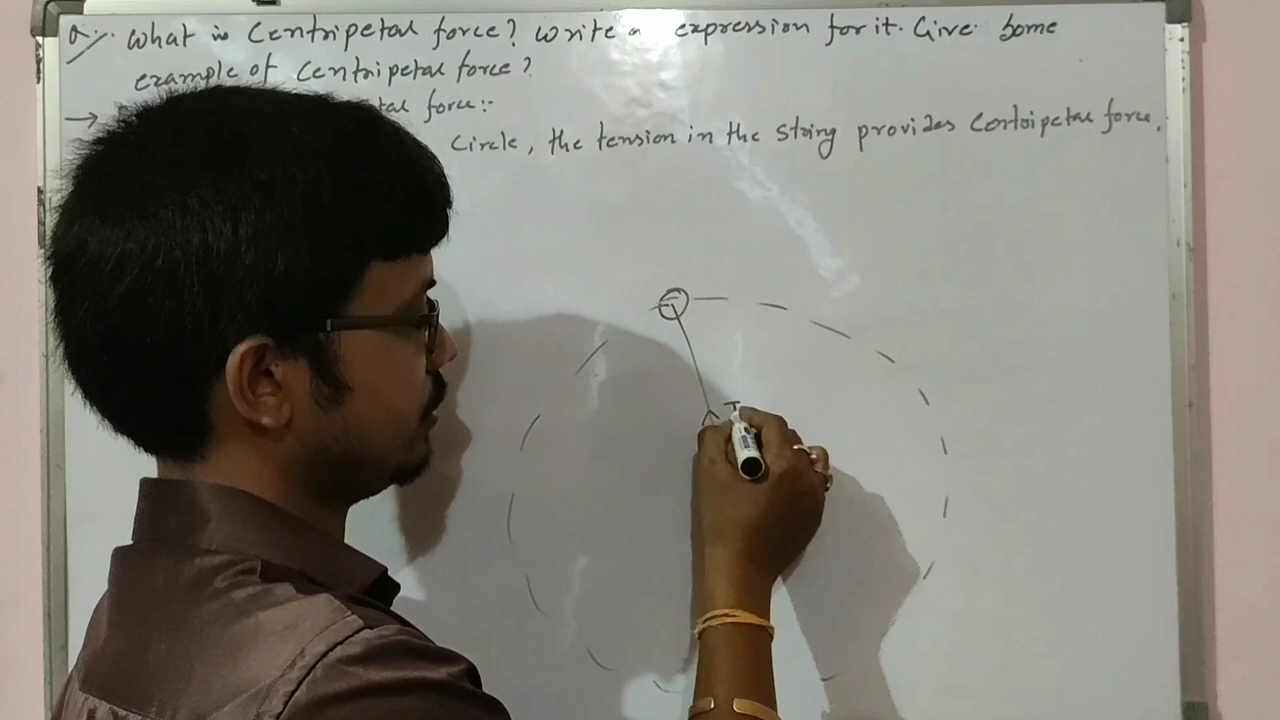 Q/. What is Centripetal force? Write a expression for it. Give some
example of Centripetal force?
→ tal force:-
Circle, the tension in the string provides Centripetal force.
T